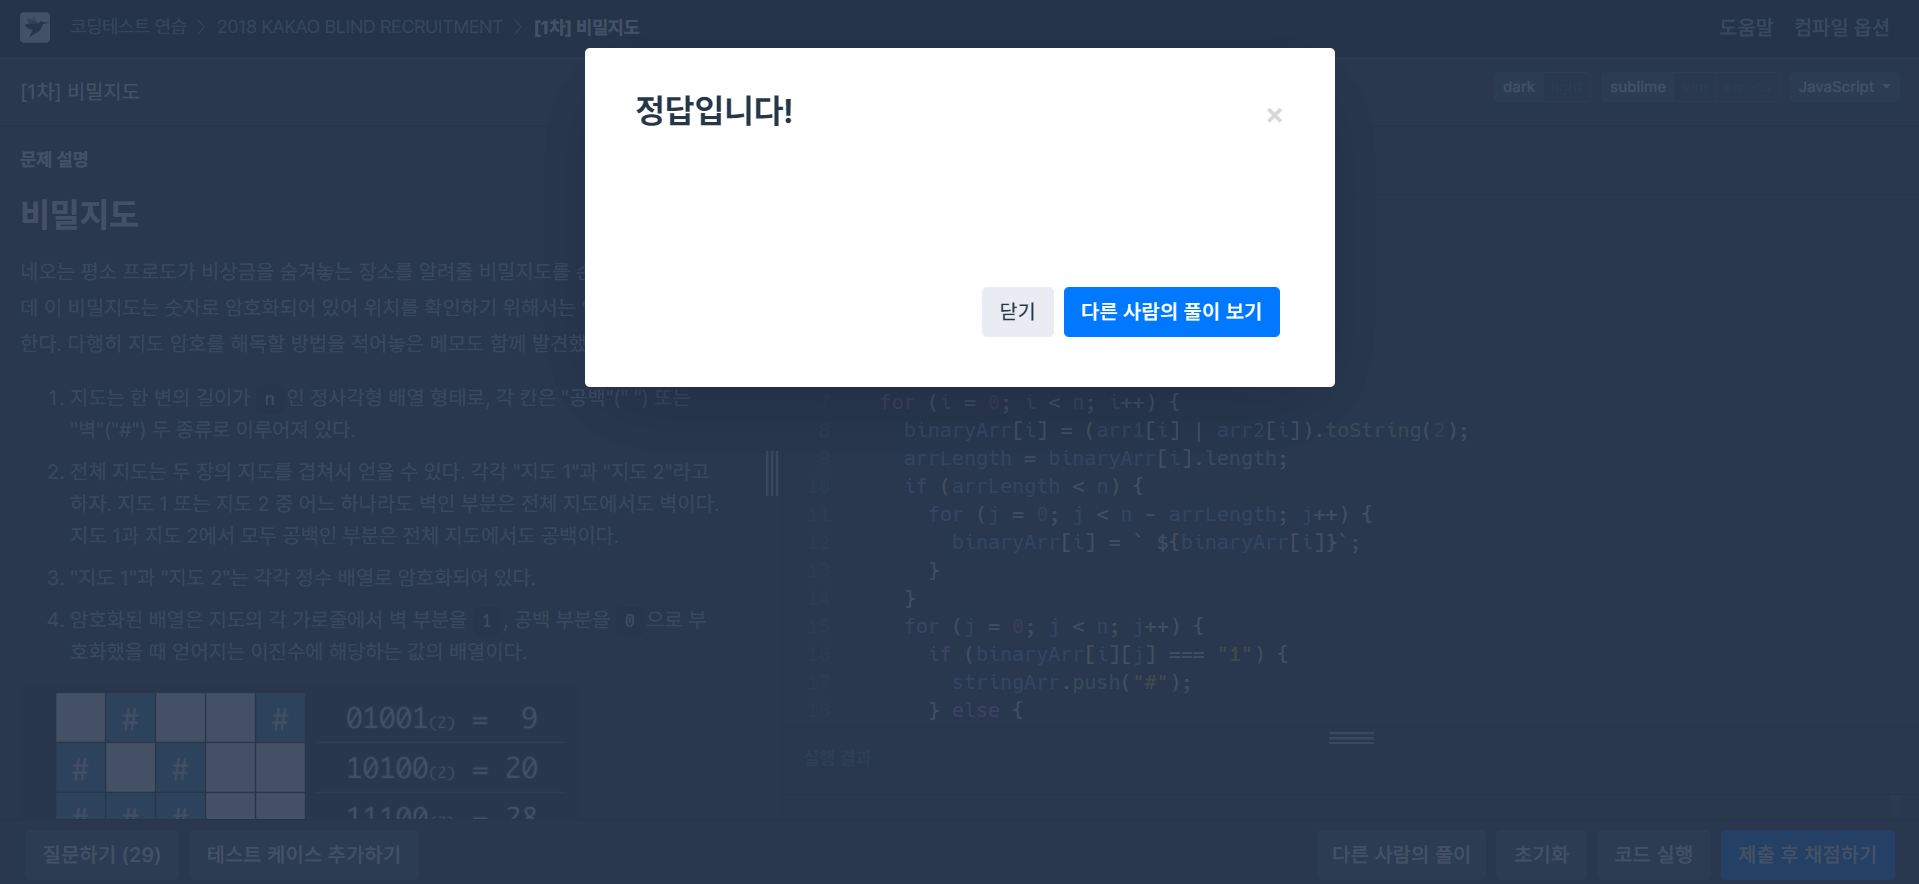 코딩테스트 연습 > 2018 KAKAO BLIND RECRUITMENT > [1차] 비밀지도
도움말 컴파일 옵션
[1차] 비밀지도
dark sublime JavaScript
정답입니다!
×
닫기 다른 사람의 풀이 보기
문제 설명
비밀지도
네오는 평소 프로도가 비상금을 숨겨놓는 장소를 알려줄 비밀지도를
데 이 비밀지도는 숫자로 암호화되어 있어 위치를 확인하기 위해서는
한다. 다행히 지도 암호를 해독할 방법을 적어놓은 메모도 함께 발견했
1. 지도는 한 변의 길이가 n 인 정사각형 배열 형태로, 각 칸은 "공백"(" ") 또는
"벽"("#") 두 종류로 이루어져 있다.
2. 전체 지도는 두 장의 지도를 겹쳐서 얻을 수 있다. 각각 "지도 1"과 "지도 2"라고
하자. 지도 1 또는 지도 2 중 어느 하나라도 벽인 부분은 전체 지도에서도 벽이다.
지도 1과 지도 2에서 모두 공백인 부분은 전체 지도에서도 공백이다.
3. "지도 1"과 "지도 2"는 각각 정수 배열로 암호화되어 있다.
4. 암호화된 배열은 지도의 각 가로줄에서 벽 부분을 1 , 공백 부분을 0 으로 부
호화했을 때 얻어지는 이진수에 해당하는 값의 배열이다.
# # 01001(2) = 9
# # 10100(2) = 20
# # # 11100(2) = 28
7 for (i = 0; i < n; i++) {
8 binaryArr[i] = (arr1[i] | arr2[i]).toString(2);
9 arrLength = binaryArr[i].length;
10 if (arrLength < n) {
11 for (j = 0; j < n - arrLength; j++) {
12 binaryArr[i] = ` ${binaryArr[i]}`;
13 }
14 }
15 for (j = 0; j < n; j++) {
16 if (binaryArr[i][j] === "1") {
17 stringArr.push("#");
18 } else {
실행 결과
질문하기 (29) 테스트 케이스 추가하기
다른 사람의 풀이 초기화 코드 실행 제출 후 채점하기